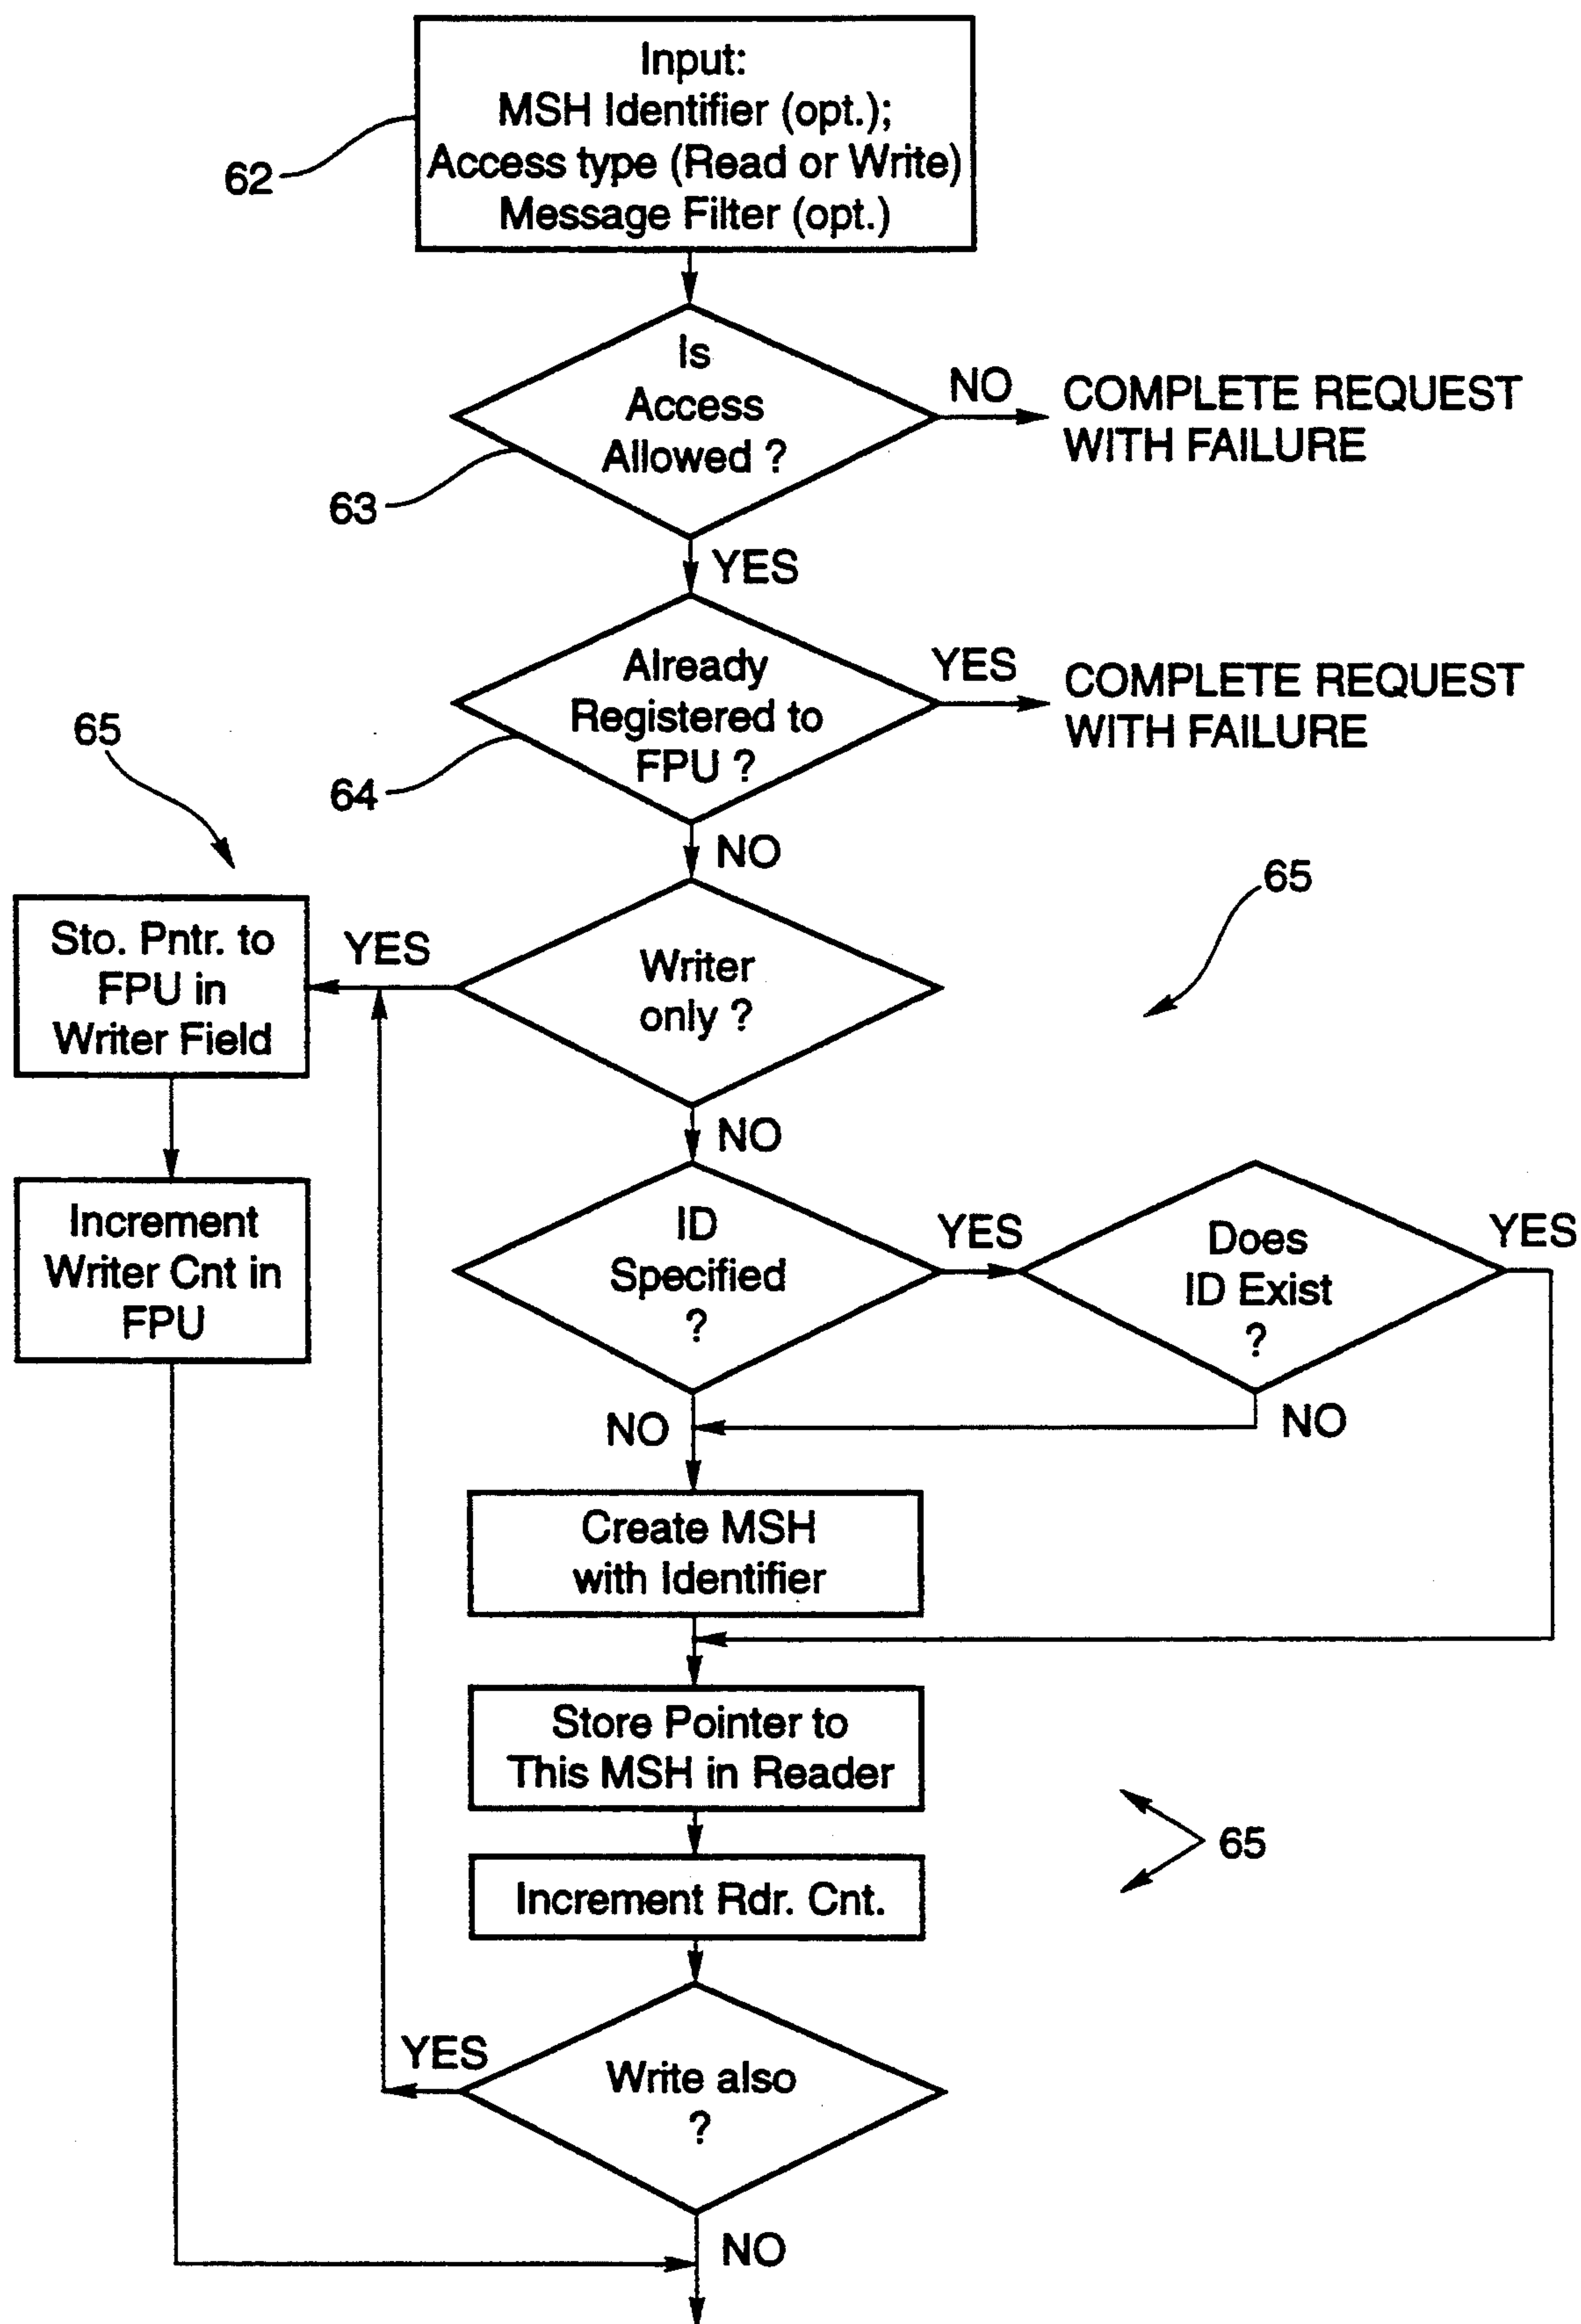 Input:
MSH Identifier (opt.);
Access type (Read or Write)
Message Filter (opt.)
62
Is
Access
Allowed ?
NO
COMPLETE REQUEST
WITH FAILURE
63
YES
Already
Registered to
FPU ?
YES
COMPLETE REQUEST
WITH FAILURE
64
65
NO
65
Writer
only ?
YES
Sto. Pntr. to
FPU in
Writer Field
Increment
Writer Cnt in
FPU
NO
ID
Specified
?
YES
Does
ID Exist
?
YES
NO
NO
Create MSH
with Identifier
Store Pointer to
This MSH in Reader
Increment Rdr. Cnt.
65
Write also
?
YES
NO